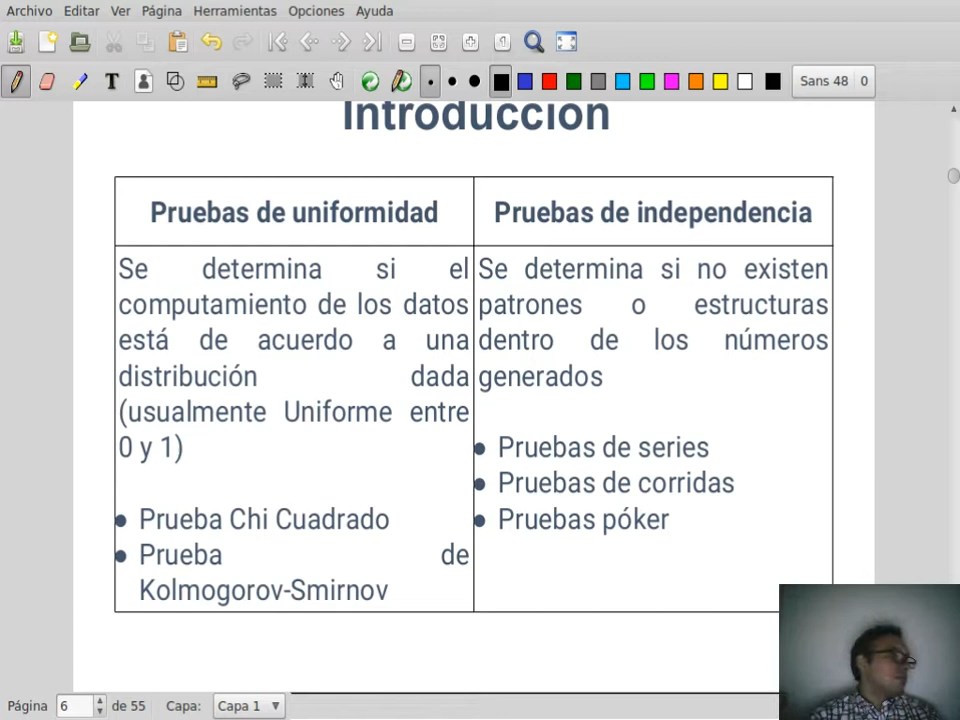 Archivo Editar Ver Página Herramientas Opciones Ayuda
T Sans 48 0
Introducción
Pruebas de uniformidad Pruebas de independencia
Se determina si el
computamiento de los datos
está de acuerdo a una
distribución dada
(usualmente Uniforme entre
0 y 1)
● Prueba Chi Cuadrado
● Prueba de
Kolmogorov-Smirnov
Se determina si no existen
patrones o estructuras
dentro de los números
generados
● Pruebas de series
● Pruebas de corridas
● Pruebas póker
Página 6 de 55 Capa: Capa 1